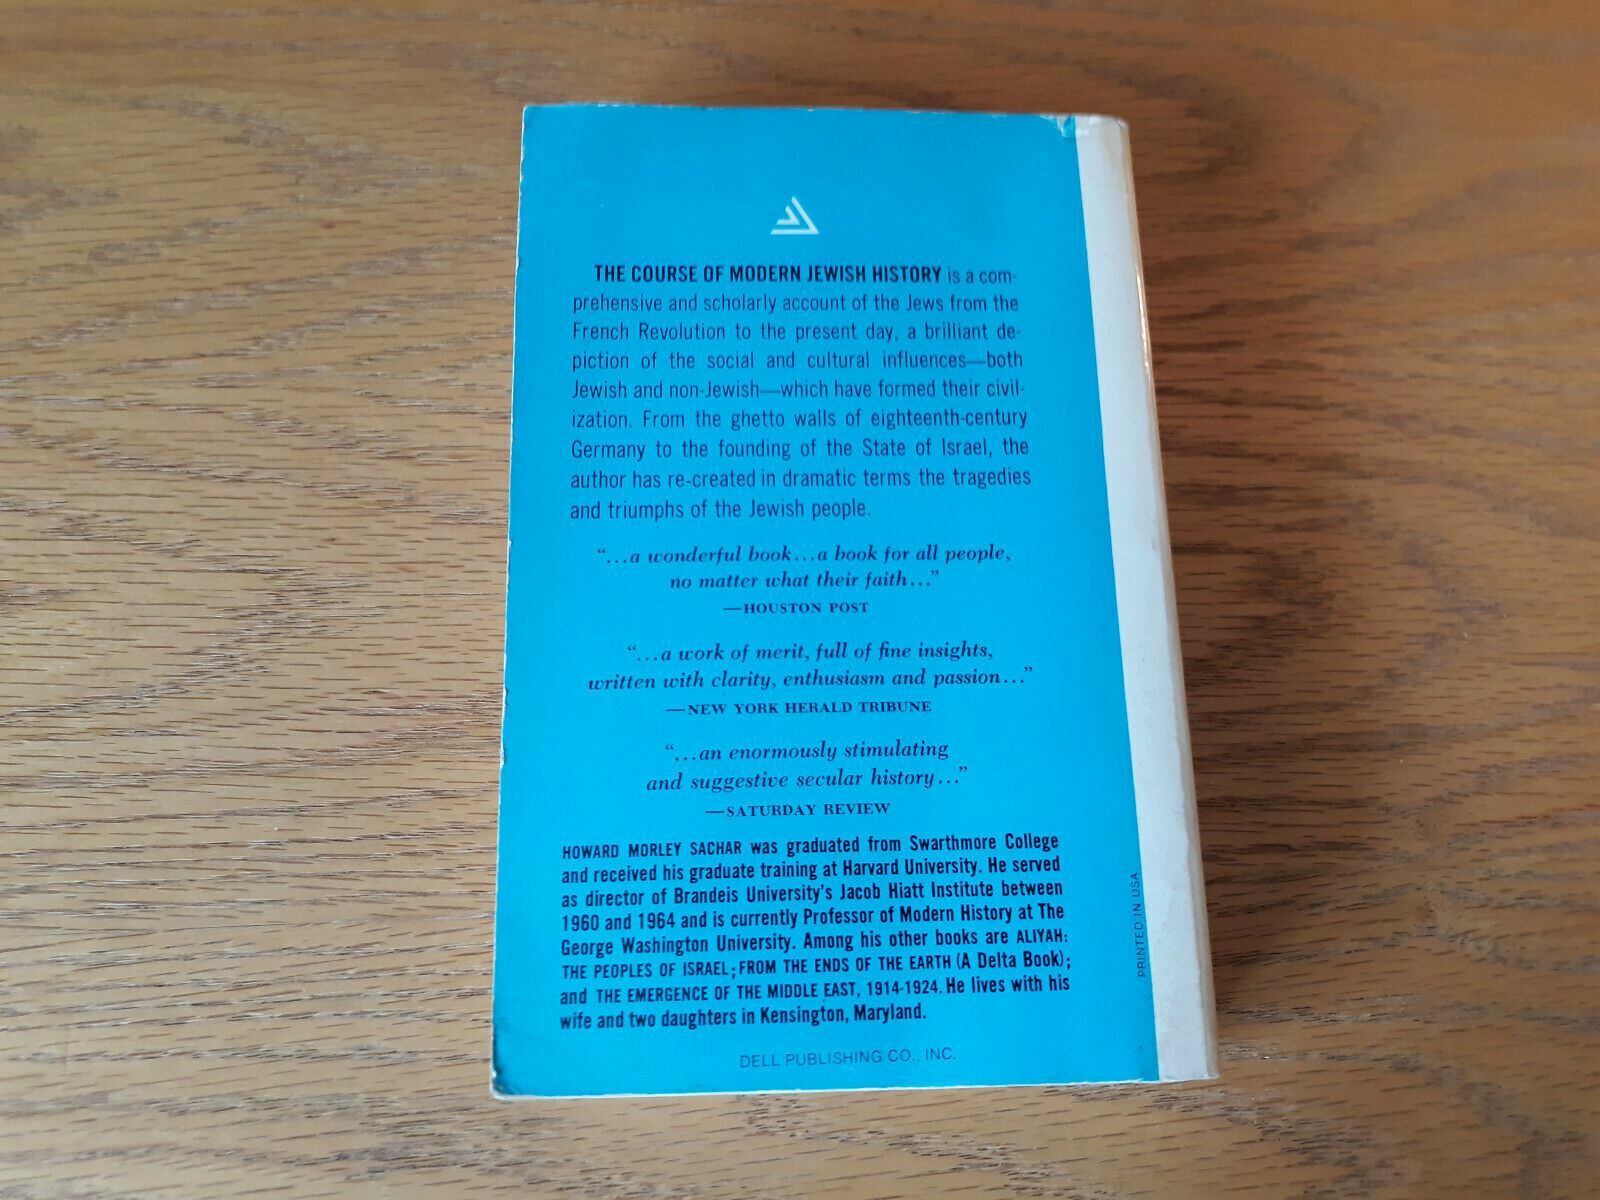 THE COURSE OF MODERN JEWISH HISTORY is a com-
prehensive and scholarly account of the Jews from the
French Revolution to the present day, a brilliant de-
piction of the social and cultural influences—both
Jewish and non-Jewish—which have formed their civil-
ization. From the ghetto walls of eighteenth-century
Germany to the founding of the State of Israel, the
author has re-created in dramatic terms the tragedies
and triumphs of the Jewish people.
“...a wonderful book...a book for all people,
no matter what their faith...”
—HOUSTON POST
“...a work of merit, full of fine insights,
written with clarity, enthusiasm and passion...”
—NEW YORK HERALD TRIBUNE
“...an enormously stimulating
and suggestive secular history...”
—SATURDAY REVIEW
HOWARD MORLEY SACHAR was graduated from Swarthmore College
and received his graduate training at Harvard University. He served
as director of Brandeis University's Jacob Hiatt Institute between
1960 and 1964 and is currently Professor of Modern History at The
George Washington University. Among his other books are ALIYAH:
THE PEOPLES OF ISRAEL; FROM THE ENDS OF THE EARTH (A Delta Book);
and THE EMERGENCE OF THE MIDDLE EAST, 1914-1924. He lives with his
wife and two daughters in Kensington, Maryland.
DELL PUBLISHING CO., INC.
PRINTED IN USA